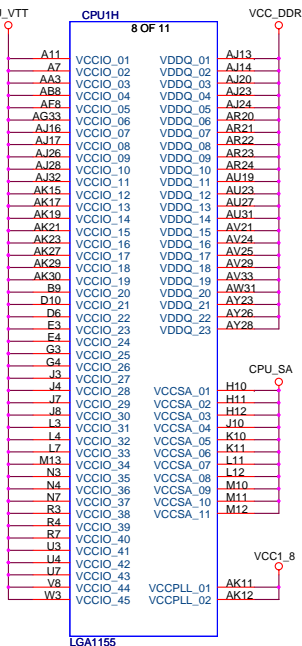 U_VTT CPU1H VCC_DDR
8 OF 11
A11 VCCIO_01 VDDQ_01 AJ13
A7 VCCIO_02 VDDQ_02 AJ14
AA3 VCCIO_03 VDDQ_03 AJ20
AB8 VCCIO_04 VDDQ_04 AJ23
AF8 VCCIO_05 VDDQ_05 AJ24
AG33 VCCIO_06 VDDQ_06 AR20
AJ16 VCCIO_07 VDDQ_07 AR21
AJ17 VCCIO_08 VDDQ_08 AR22
AJ26 VCCIO_09 VDDQ_09 AR23
AJ28 VCCIO_10 VDDQ_10 AR24
AJ32 VCCIO_11 VDDQ_11 AU19
AK15 VCCIO_12 VDDQ_12 AU23
AK17 VCCIO_13 VDDQ_13 AU27
AK19 VCCIO_14 VDDQ_14 AU31
AK21 VCCIO_15 VDDQ_15 AV21
AK23 VCCIO_16 VDDQ_16 AV24
AK27 VCCIO_17 VDDQ_17 AV25
AK29 VCCIO_18 VDDQ_18 AV29
AK30 VCCIO_19 VDDQ_19 AV33
B9 VCCIO_20 VDDQ_20 AW31
D10 VCCIO_21 VDDQ_21 AY23
D6 VCCIO_22 VDDQ_22 AY26
E3 VCCIO_23 VDDQ_23 AY28
E4 VCCIO_24
G3 VCCIO_25
G4 VCCIO_26 CPU_SA
J3 VCCIO_27
J4 VCCIO_28 VCCSA_01 H10
J7 VCCIO_29 VCCSA_02 H11
J8 VCCIO_30 VCCSA_03 H12
L3 VCCIO_31 VCCSA_04 J10
L4 VCCIO_32 VCCSA_05 K10
L7 VCCIO_33 VCCSA_06 K11
M13 VCCIO_34 VCCSA_07 L11
N3 VCCIO_35 VCCSA_08 L12
N4 VCCIO_36 VCCSA_09 M10
N7 VCCIO_37 VCCSA_10 M11
R3 VCCIO_38 VCCSA_11 M12
R4 VCCIO_39
R7 VCCIO_40
U3 VCCIO_41 VCC1_8
U4 VCCIO_42
U7 VCCIO_43
V8 VCCIO_44 VCCPLL_01 AK11
W3 VCCIO_45 VCCPLL_02 AK12
LGA1155